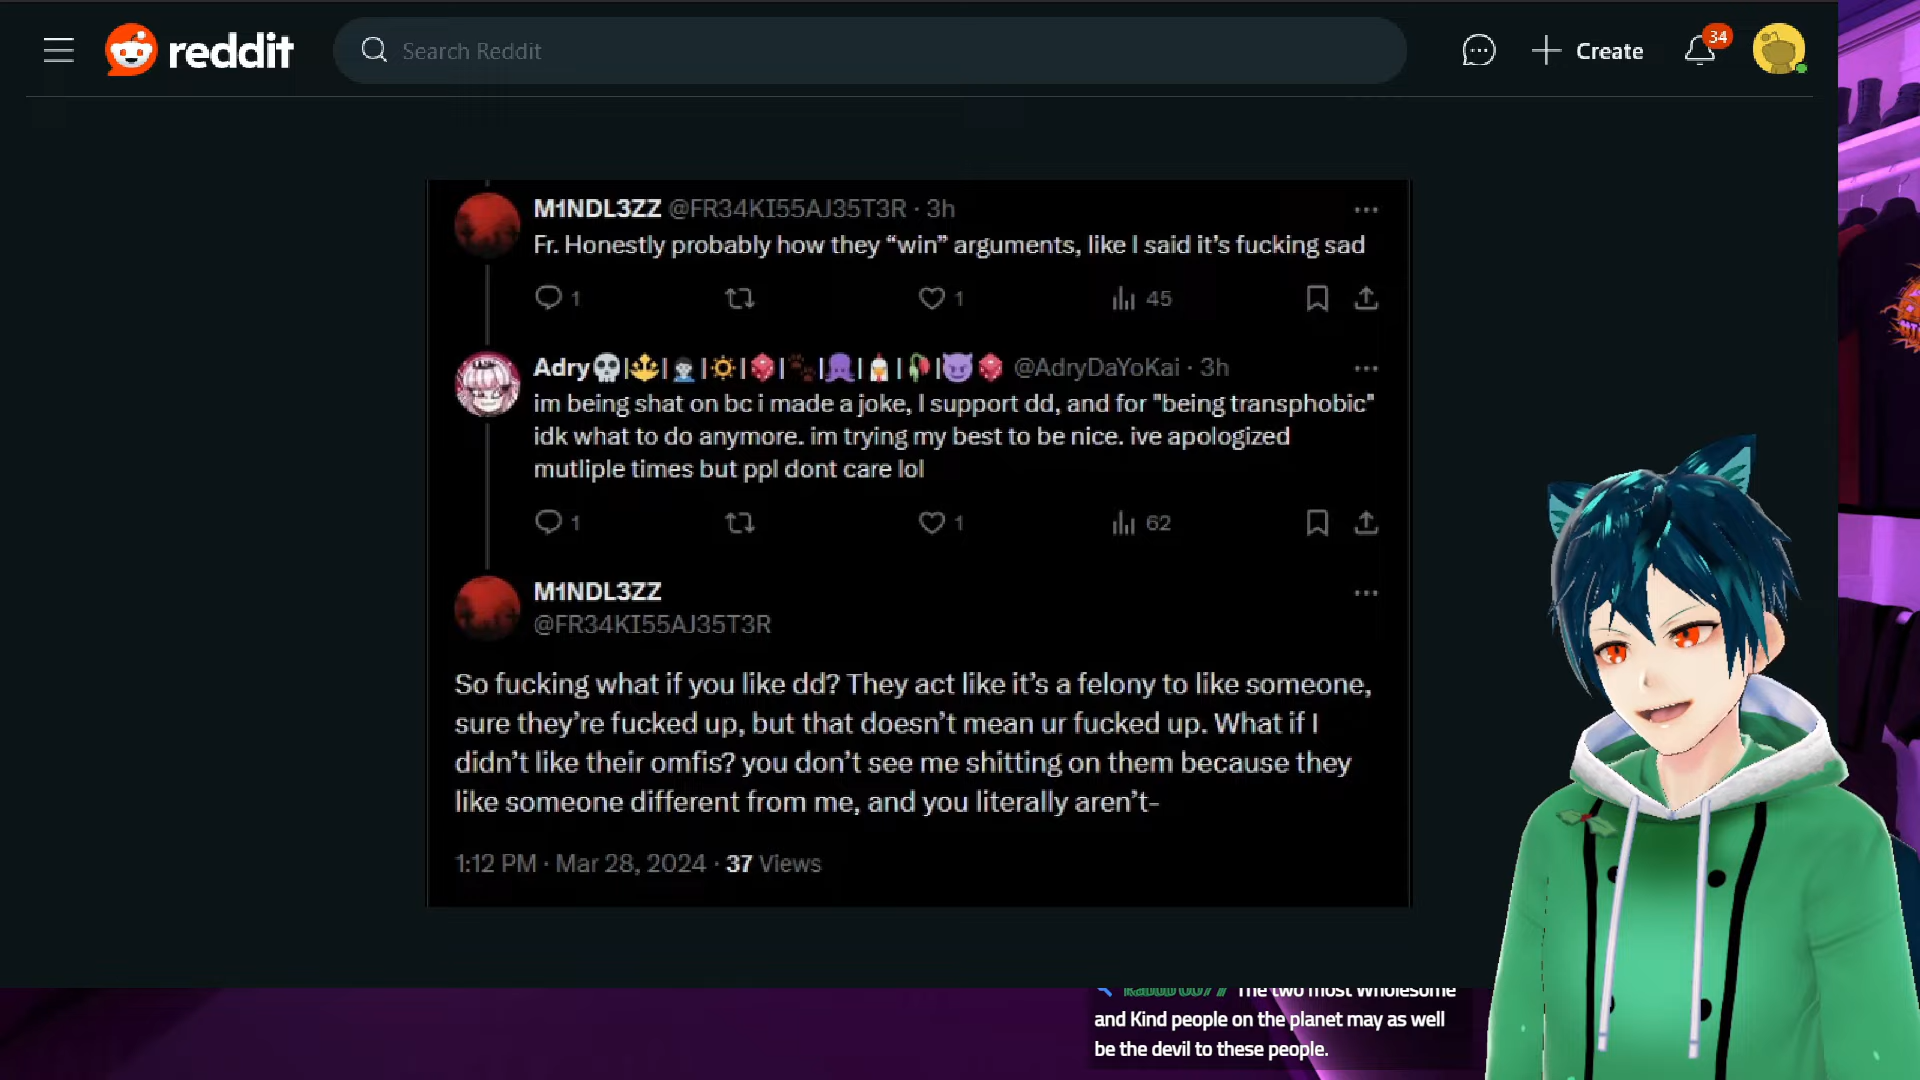 reddit
Search Reddit
Create
34
M1NDL3ZZ @FR34KI55AJ35T3R · 3h
Fr. Honestly probably how they “win” arguments, like I said it’s fucking sad
1 1 45
Adry💀|🔱|🙍🏻‍♂️|🔆|🎲|🐾|🐙|🐔|🥀|😈🎲 @AdryDaYoKai · 3h
im being shat on bc i made a joke, I support dd, and for "being transphobic"
idk what to do anymore. im trying my best to be nice. ive apologized
mutliple times but ppl dont care lol
1 1 62
M1NDL3ZZ
@FR34KI55AJ35T3R
So fucking what if you like dd? They act like it’s a felony to like someone,
sure they’re fucked up, but that doesn’t mean ur fucked up. What if I
didn’t like their omfis? you don’t see me shitting on them because they
like someone different from me, and you literally aren’t-
1:12 PM · Mar 28, 2024 · 37 Views
The two most Wholesome
and Kind people on the planet may as well
be the devil to these people.